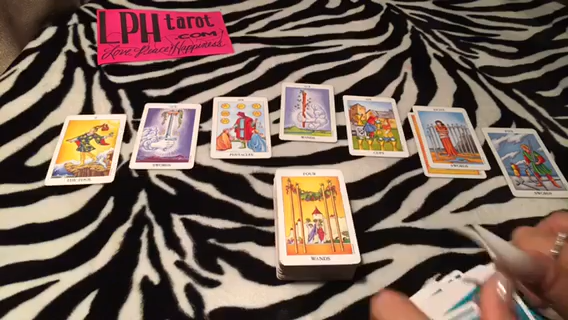 LPH tarot
.com
Love Peace Happiness
THE FOOL
SWORDS
PENTACLES
WANDS
CUPS
SWORDS
SWORDS
FOUR
WANDS